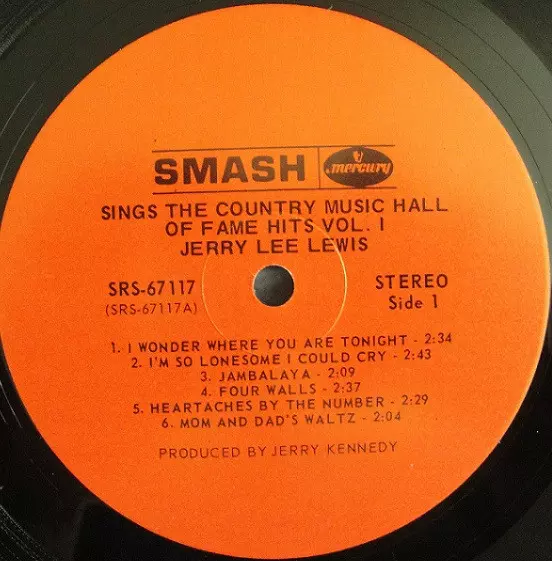 SMASH mercury
SINGS THE COUNTRY MUSIC HALL
OF FAME HITS VOL. I
JERRY LEE LEWIS
SRS-67117 STEREO
(SRS-67117A) Side 1
1. I WONDER WHERE YOU ARE TONIGHT - 2:34
2. I'M SO LONESOME I COULD CRY - 2:43
3. JAMBALAYA - 2:09
4. FOUR WALLS - 2:37
5. HEARTACHES BY THE NUMBER - 2:29
6. MOM AND DAD'S WALTZ - 2:04
PRODUCED BY JERRY KENNEDY